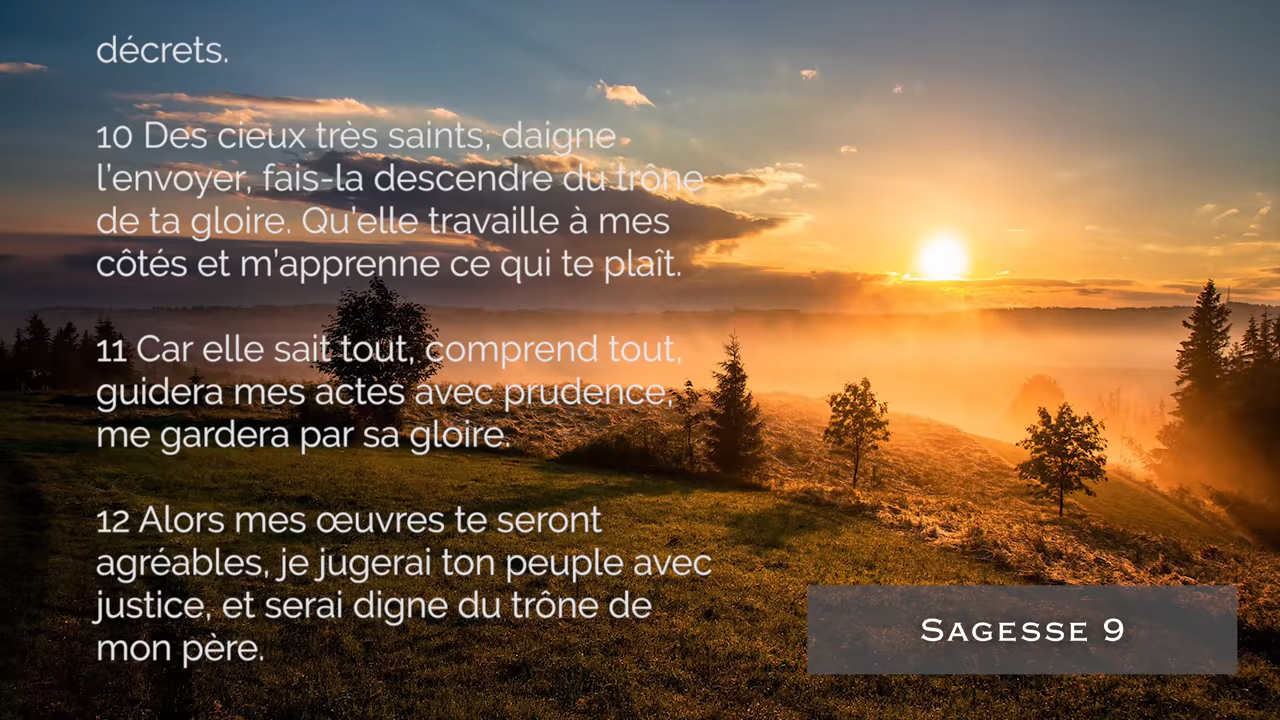 décrets.
10 Des cieux très saints, daigne
l'envoyer, fais-la descendre du trône
de ta gloire. Qu'elle travaille à mes
côtés et m'apprenne ce qui te plaît.
11 Car elle sait tout, comprend tout,
guidera mes actes avec prudence,
me gardera par sa gloire.
12 Alors mes œuvres te seront
agréables, je jugerai ton peuple avec
justice, et serai digne du trône de
mon père.
Sagesse 9